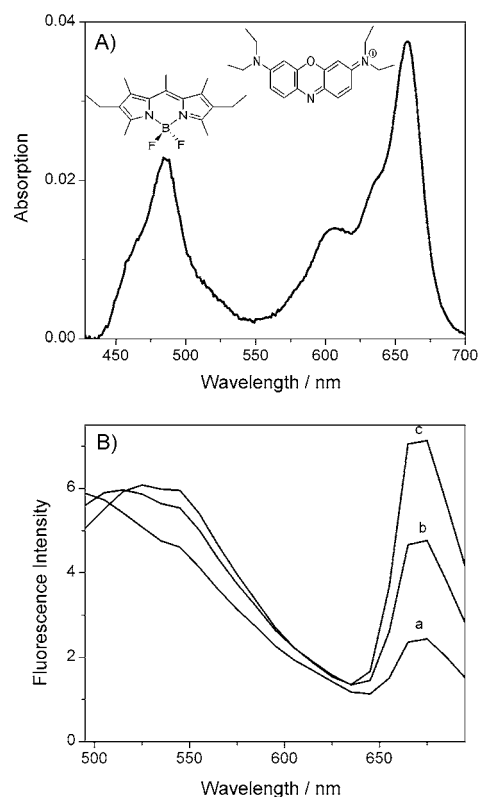 A)
0.04
0.02
0.00
Absorption
N
O
N
N
⊕
N
N
B
F
F
450 500 550 600 650 700
Wavelength / nm
B)
6
4
2
0
Fluorescence Intensity
c
b
a
500 550 600 650
Wavelength / nm